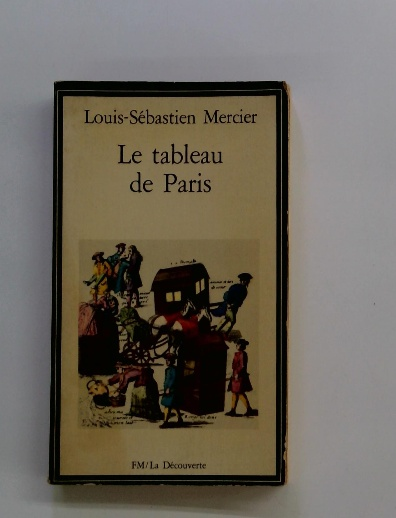 Louis-Sébastien Mercier
Le tableau
de Paris
FM/La Découverte